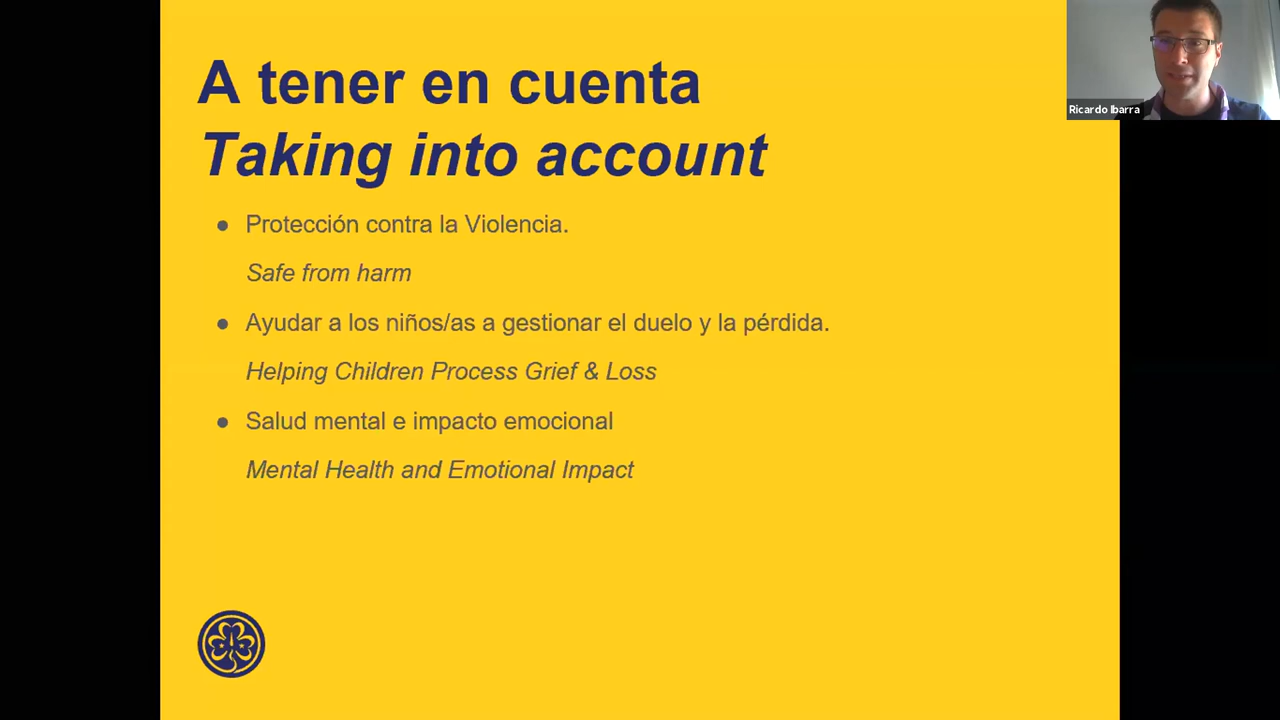 A tener en cuenta
Taking into account
Ricardo Ibarra
● Protección contra la Violencia.
Safe from harm
● Ayudar a los niños/as a gestionar el duelo y la pérdida.
Helping Children Process Grief & Loss
● Salud mental e impacto emocional
Mental Health and Emotional Impact